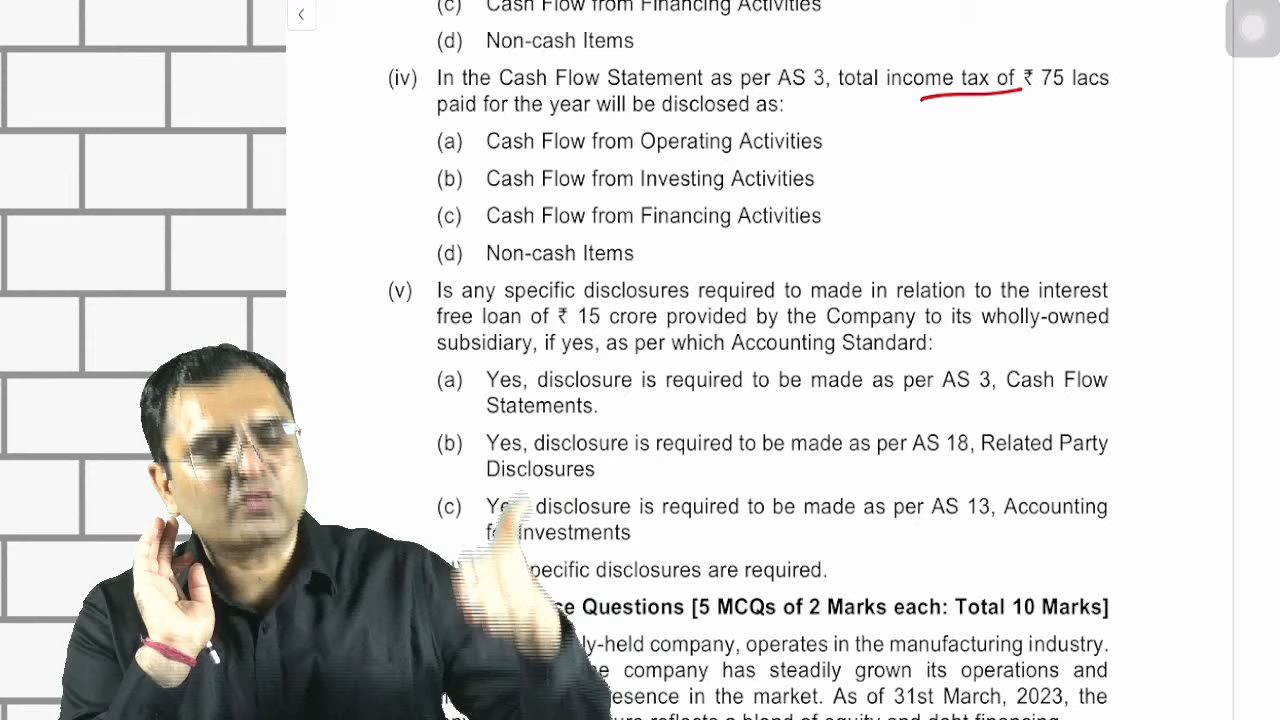 (c) Cash Flow from Financing Activities
(d) Non-cash Items
(iv) In the Cash Flow Statement as per AS 3, total income tax of ₹ 75 lacs
paid for the year will be disclosed as:
(a) Cash Flow from Operating Activities
(b) Cash Flow from Investing Activities
(c) Cash Flow from Financing Activities
(d) Non-cash Items
(v) Is any specific disclosures required to made in relation to the interest
free loan of ₹ 15 crore provided by the Company to its wholly-owned
subsidiary, if yes, as per which Accounting Standard:
(a) Yes, disclosure is required to be made as per AS 3, Cash Flow
Statements.
(b) Yes, disclosure is required to be made as per AS 18, Related Party
Disclosures
(c) disclosure is required to be made as per AS 13, Accounting
Investments
specific disclosures are required.
Questions [5 MCQs of 2 Marks each: Total 10 Marks]
company, operates in the manufacturing industry.
company has steadily grown its operations and
in the market. As of 31st March, 2023, the
reflects a blend of equity and debt financing.